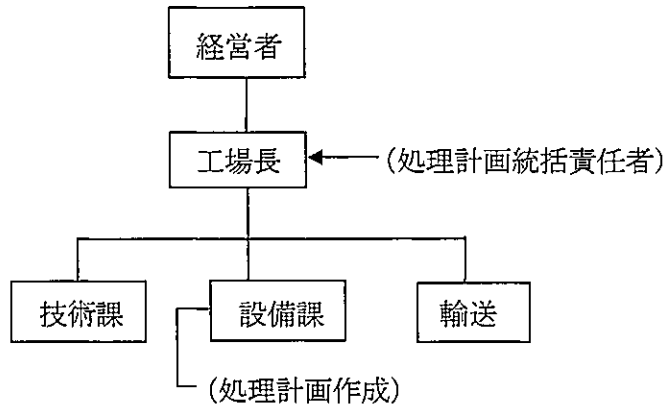 経営者
工場長
(処理計画統括責任者)
技術課
設備課
輸送
(処理計画作成)